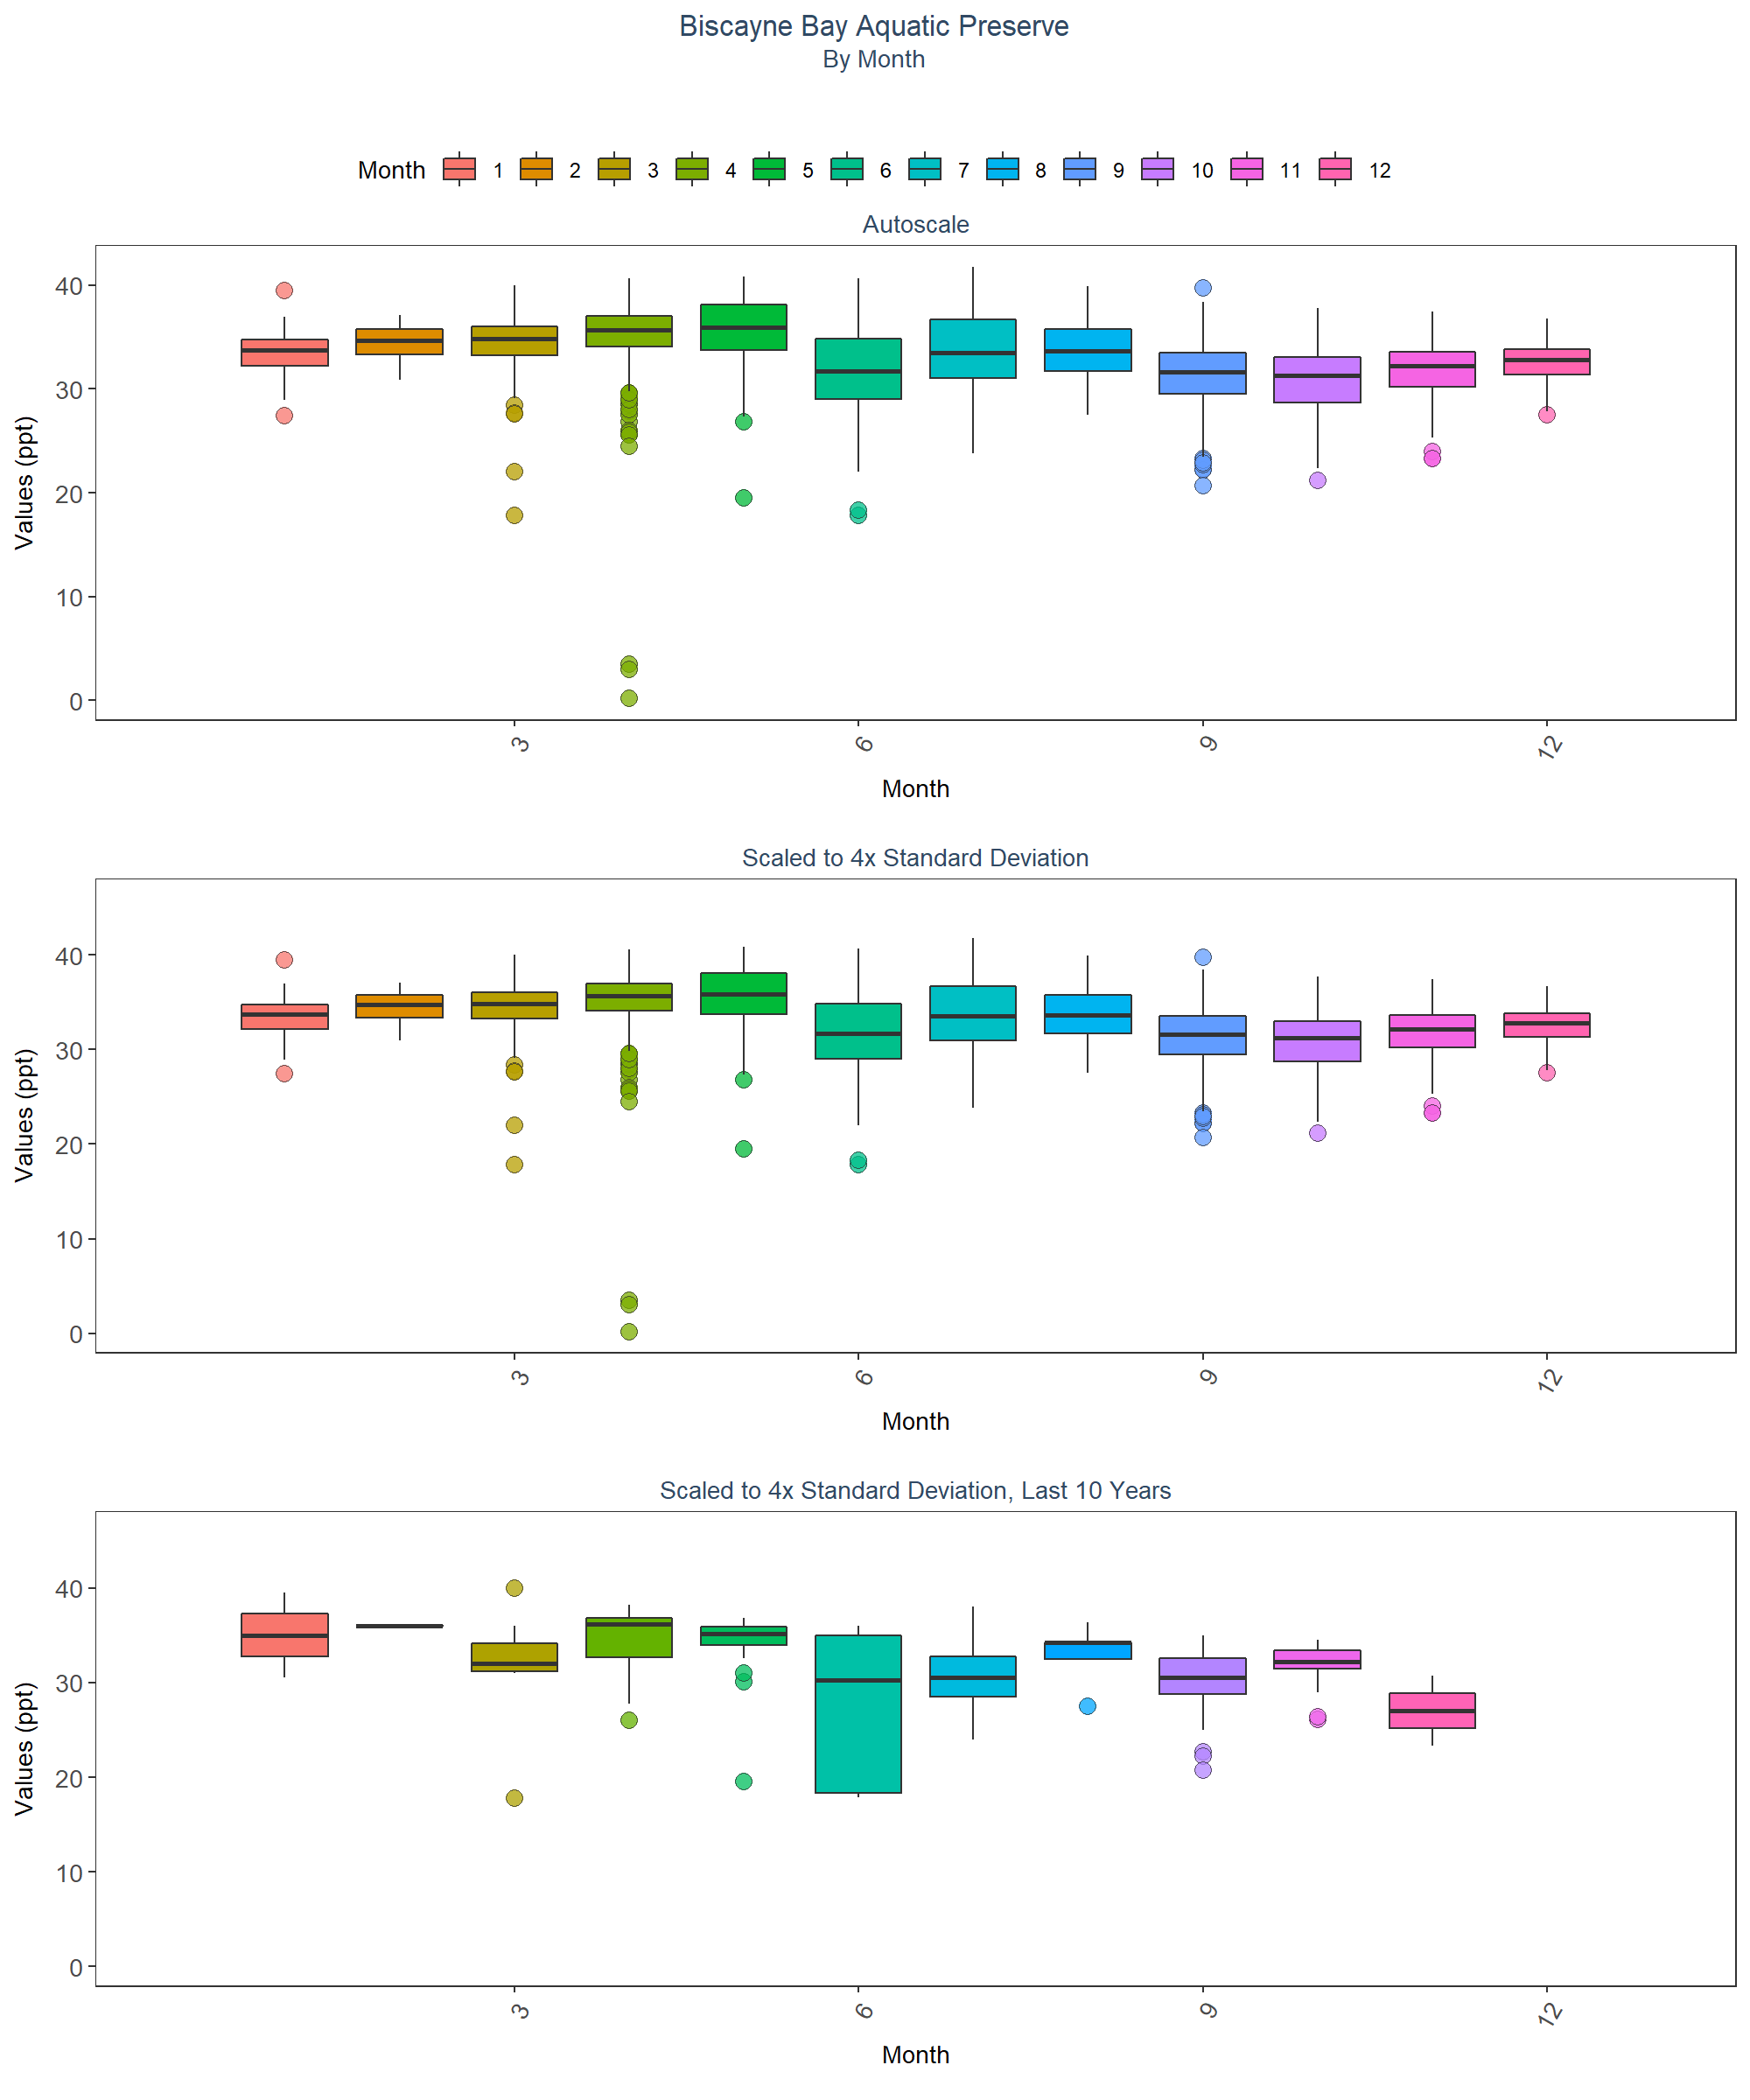 Biscayne Bay Aquatic Preserve
By Month
Month 1 2 3 4 5 6 7 8 9 10 11 12
Autoscale
Values (ppt)
40
30
20
10
0
3 6 9 12
Month
Scaled to 4x Standard Deviation
Values (ppt)
40
30
20
10
0
3 6 9 12
Month
Scaled to 4x Standard Deviation, Last 10 Years
Values (ppt)
40
30
20
10
0
3 6 9 12
Month